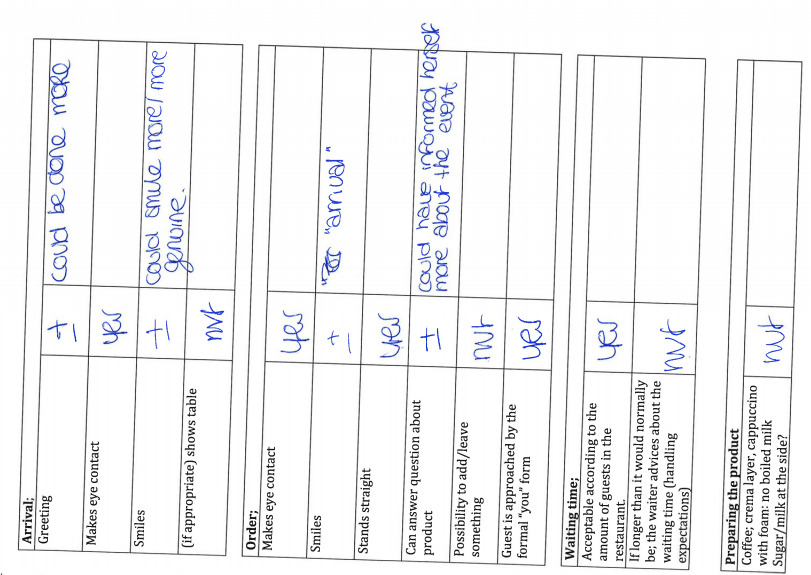 Arrival;
Greeting ± could be done more
Makes eye contact yes
Smiles ± could smile more/more
genuine.
(if appropriate) shows table nvt
Order;
Makes eye contact yes
Smiles ± "arrival"
Stands straight yes
Can answer question about
product ± could have informed herself
more about the event
Possibility to add/leave
something nvt
Guest is approached by the
formal "you" form yes
Waiting time;
Acceptable according to the
amount of guests in the
restaurant. yes
If longer than it would normally
be; the waiter advices about the
waiting time (handling
expectations) nvt
Preparing the product
Coffee; crema layer, cappuccino
with foam: no boiled milk
Sugar/milk at the side? nvt